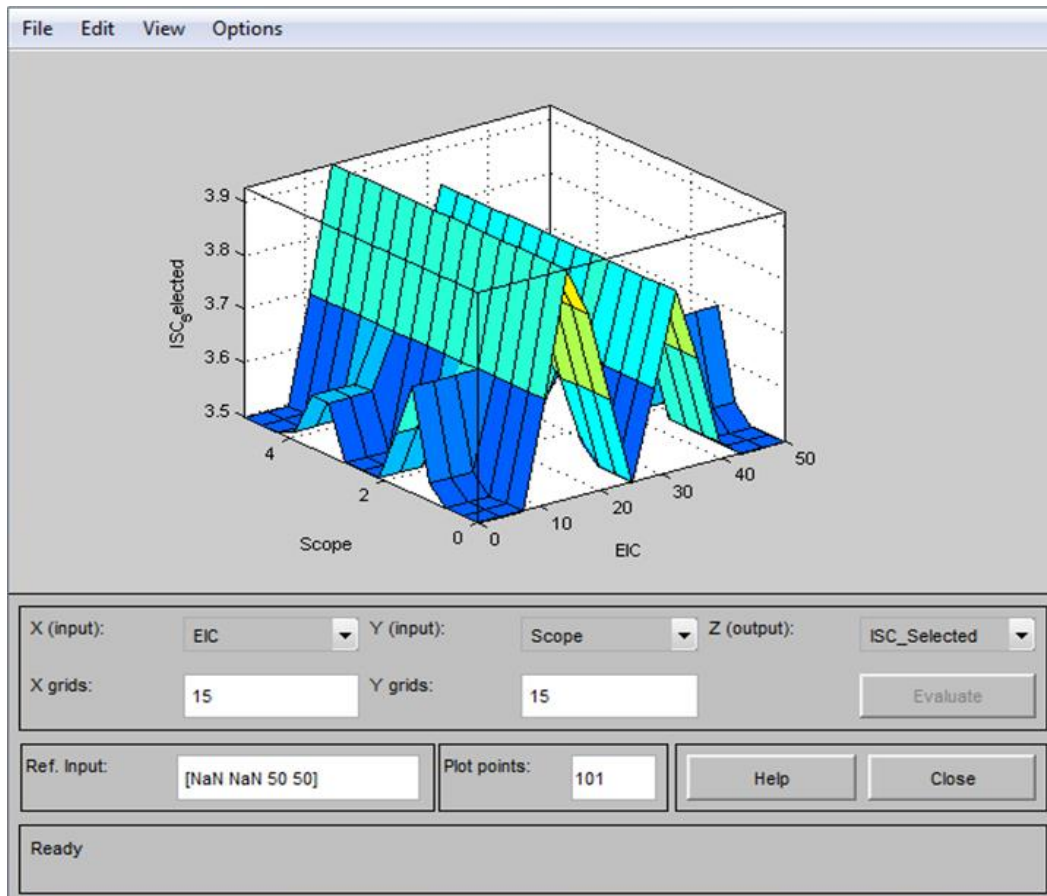 File Edit View Options
3.9
3.8
3.7
3.6
3.5
ISC_selected
4
2
0
Scope
0
10
20
30
40
50
EIC
X (input): EIC Y (input): Scope Z (output): ISC_Selected
X grids: 15 Y grids: 15 Evaluate
Ref. Input: [NaN NaN 50 50] Plot points: 101 Help Close
Ready